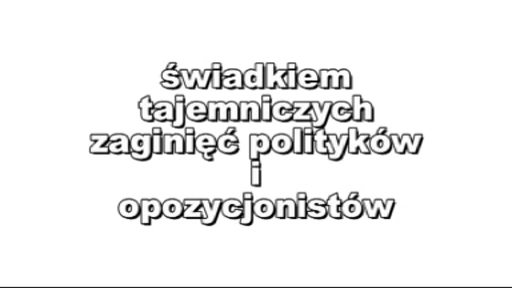 świadkiem
tajemniczych
zaginięć polityków
i
opozycjonistów